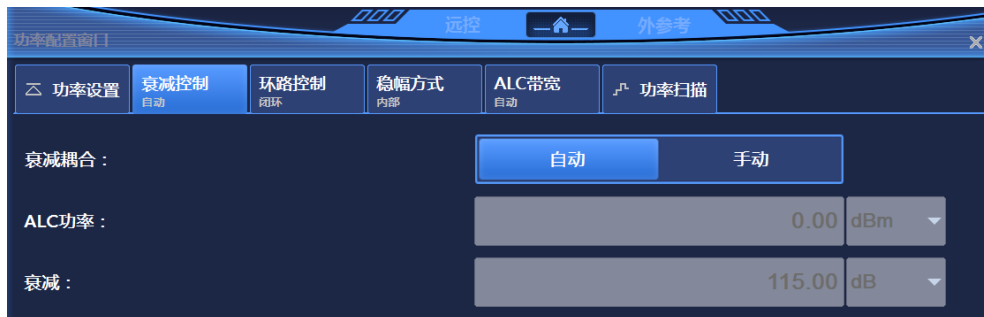 远控
外参考
功率配置窗口
功率设置
衰减控制
自动
环路控制
闭环
稳幅方式
内部
ALC带宽
自动
功率扫描
衰减耦合：
自动
手动
ALC功率：
0.00 dBm
衰减：
115.00 dB